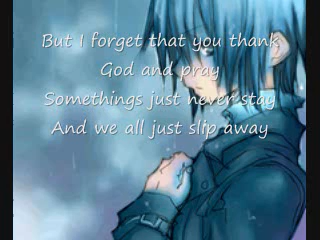 But I forget that you thank
God and pray
Somethings just never stay
And we all just slip away